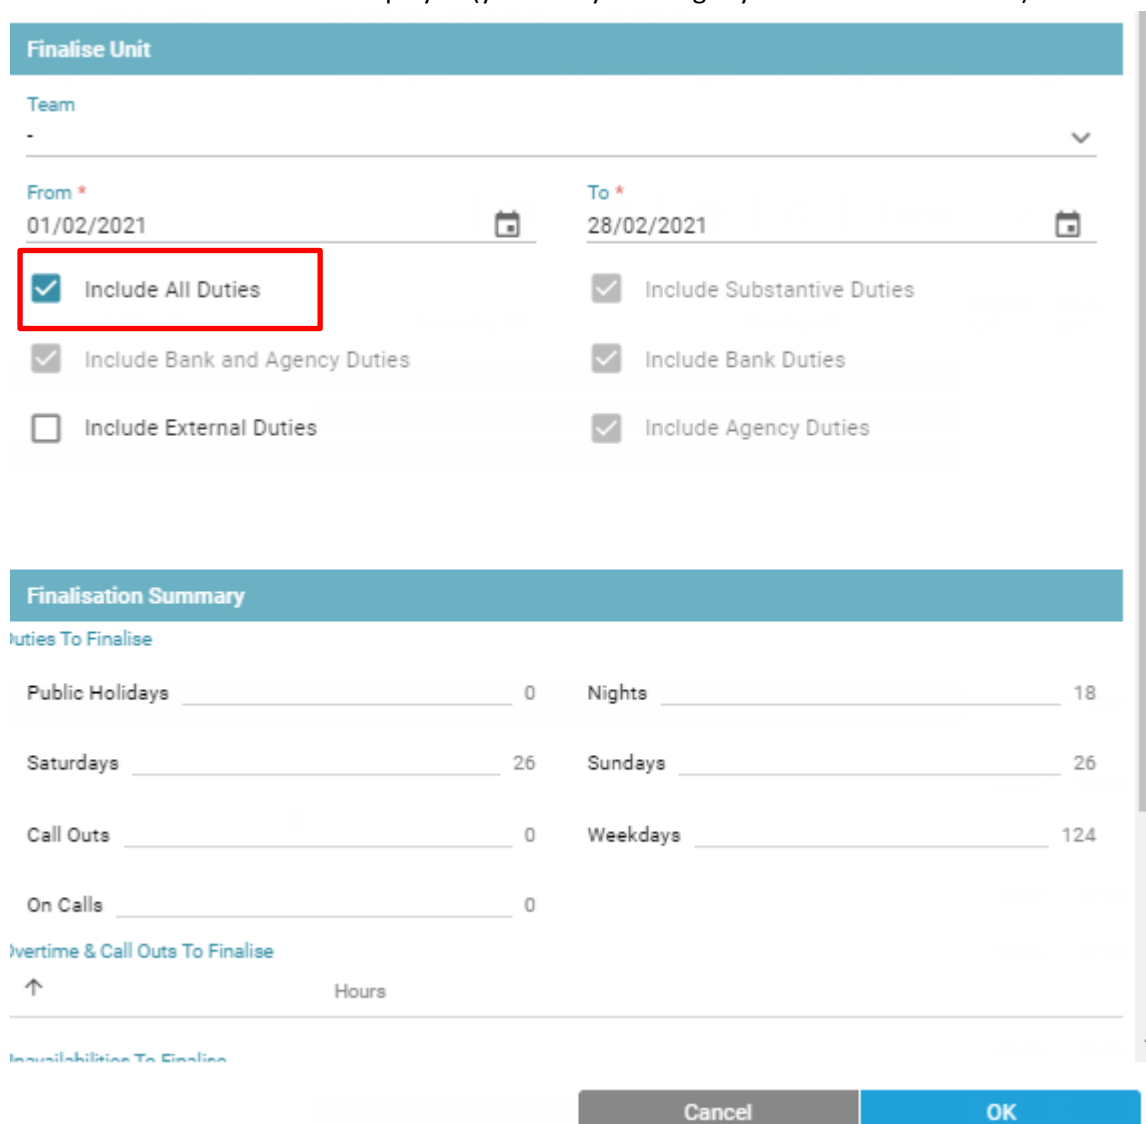 Finalise Unit
Team
-
From * To *
01/02/2021 28/02/2021
Include All Duties Include Substantive Duties
Include Bank and Agency Duties Include Bank Duties
Include External Duties Include Agency Duties
Finalisation Summary
uties To Finalise
Public Holidays 0 Nights 18
Saturdays 26 Sundays 26
Call Outs 0 Weekdays 124
On Calls 0
vertime & Call Outs To Finalise
Hours
To Finalise
Cancel OK